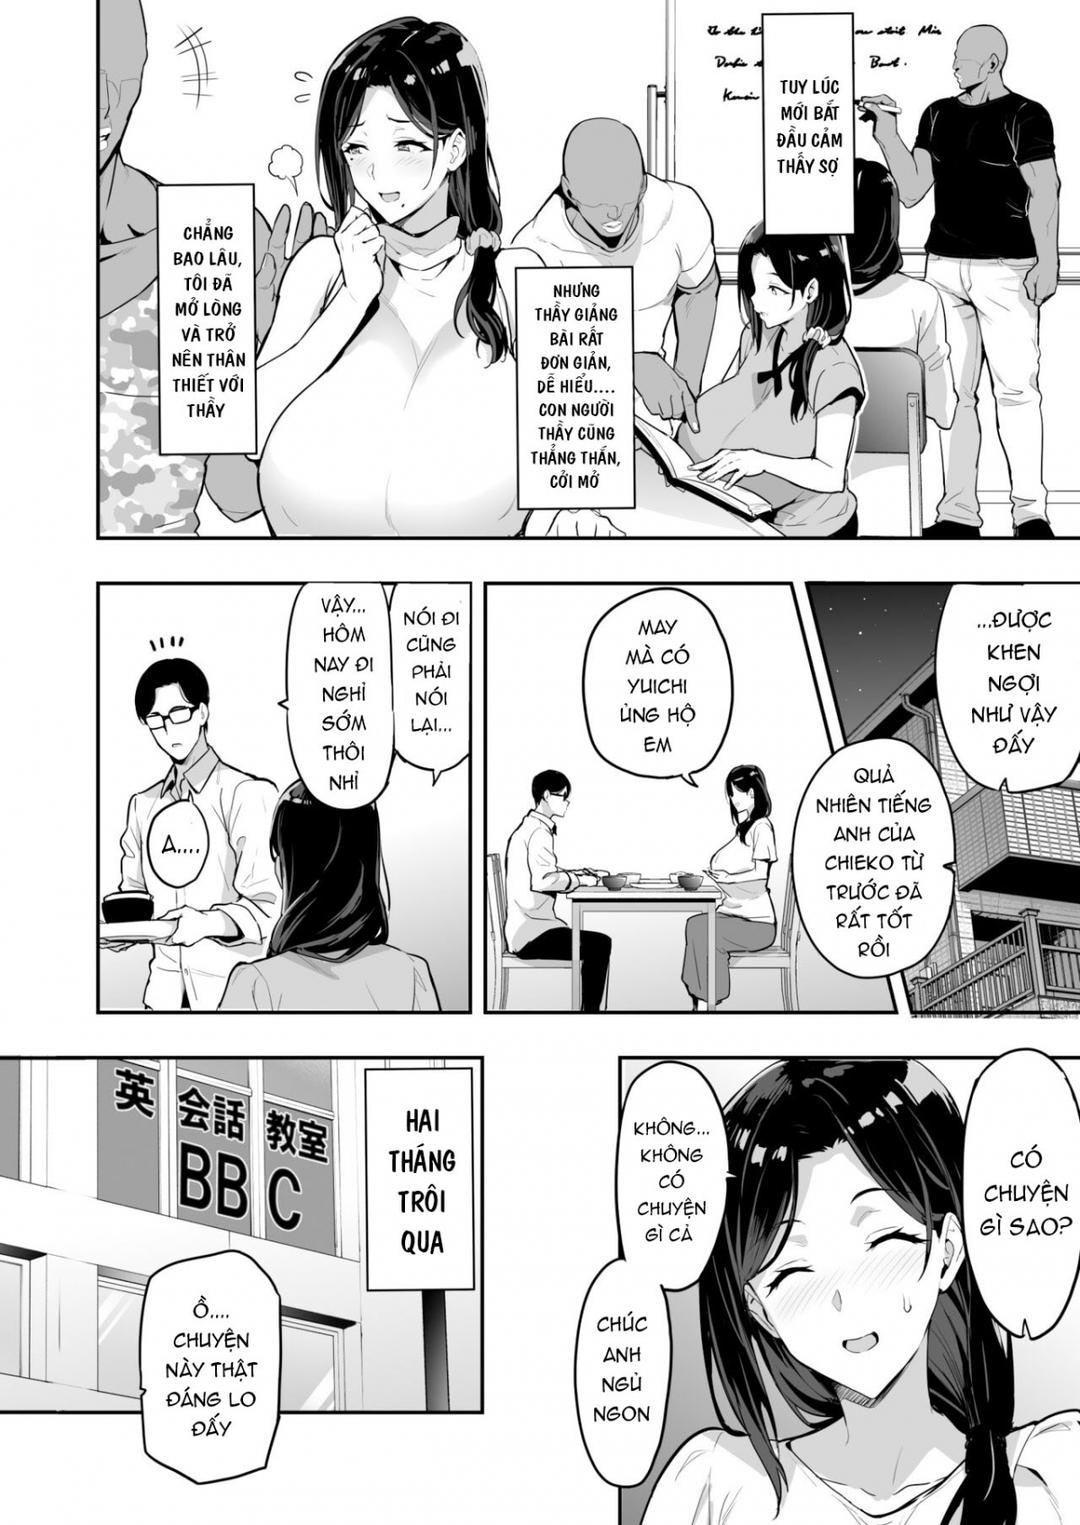 TUY LÚC
MỚI BẮT
ĐẦU CẢM
THẤY SỢ
NHƯNG
THẦY GIẢNG
BÀI RẤT
ĐƠN GIẢN,
DỄ HIỂU....
CON NGƯỜI
THẦY CŨNG
THẲNG THẮN,
CỞI MỞ
CHẲNG
BAO LÂU,
TÔI ĐÃ
MỞ LÒNG
VÀ TRỞ
NÊN THÂN
THIẾT VỚI
THẦY
...ĐƯỢC
KHEN
NGỢI
NHƯ VẬY
ĐẤY
QUẢ
NHIÊN TIẾNG
ANH CỦA
CHIEKO TỪ
TRƯỚC ĐÃ
RẤT TỐT
RỒI
MAY
MÀ CÓ
YUICHI
ỦNG HỘ
EM
NÓI ĐI
CŨNG
PHẢI
NÓI
LẠI...
VẬY...
HÔM
NAY ĐI
NGHỈ
SỚM
THÔI
NHỈ
A....
CÓ
CHUYỆN
GÌ SAO?
KHÔNG...
KHÔNG
CÓ
CHUYỆN
GÌ CẢ
CHÚC
ANH
NGỦ
NGON
HAI
THÁNG
TRÔI
QUA
英会話教室
BBC
Ồ....
CHUYỆN
NÀY THẬT
ĐÁNG LO
ĐẤY